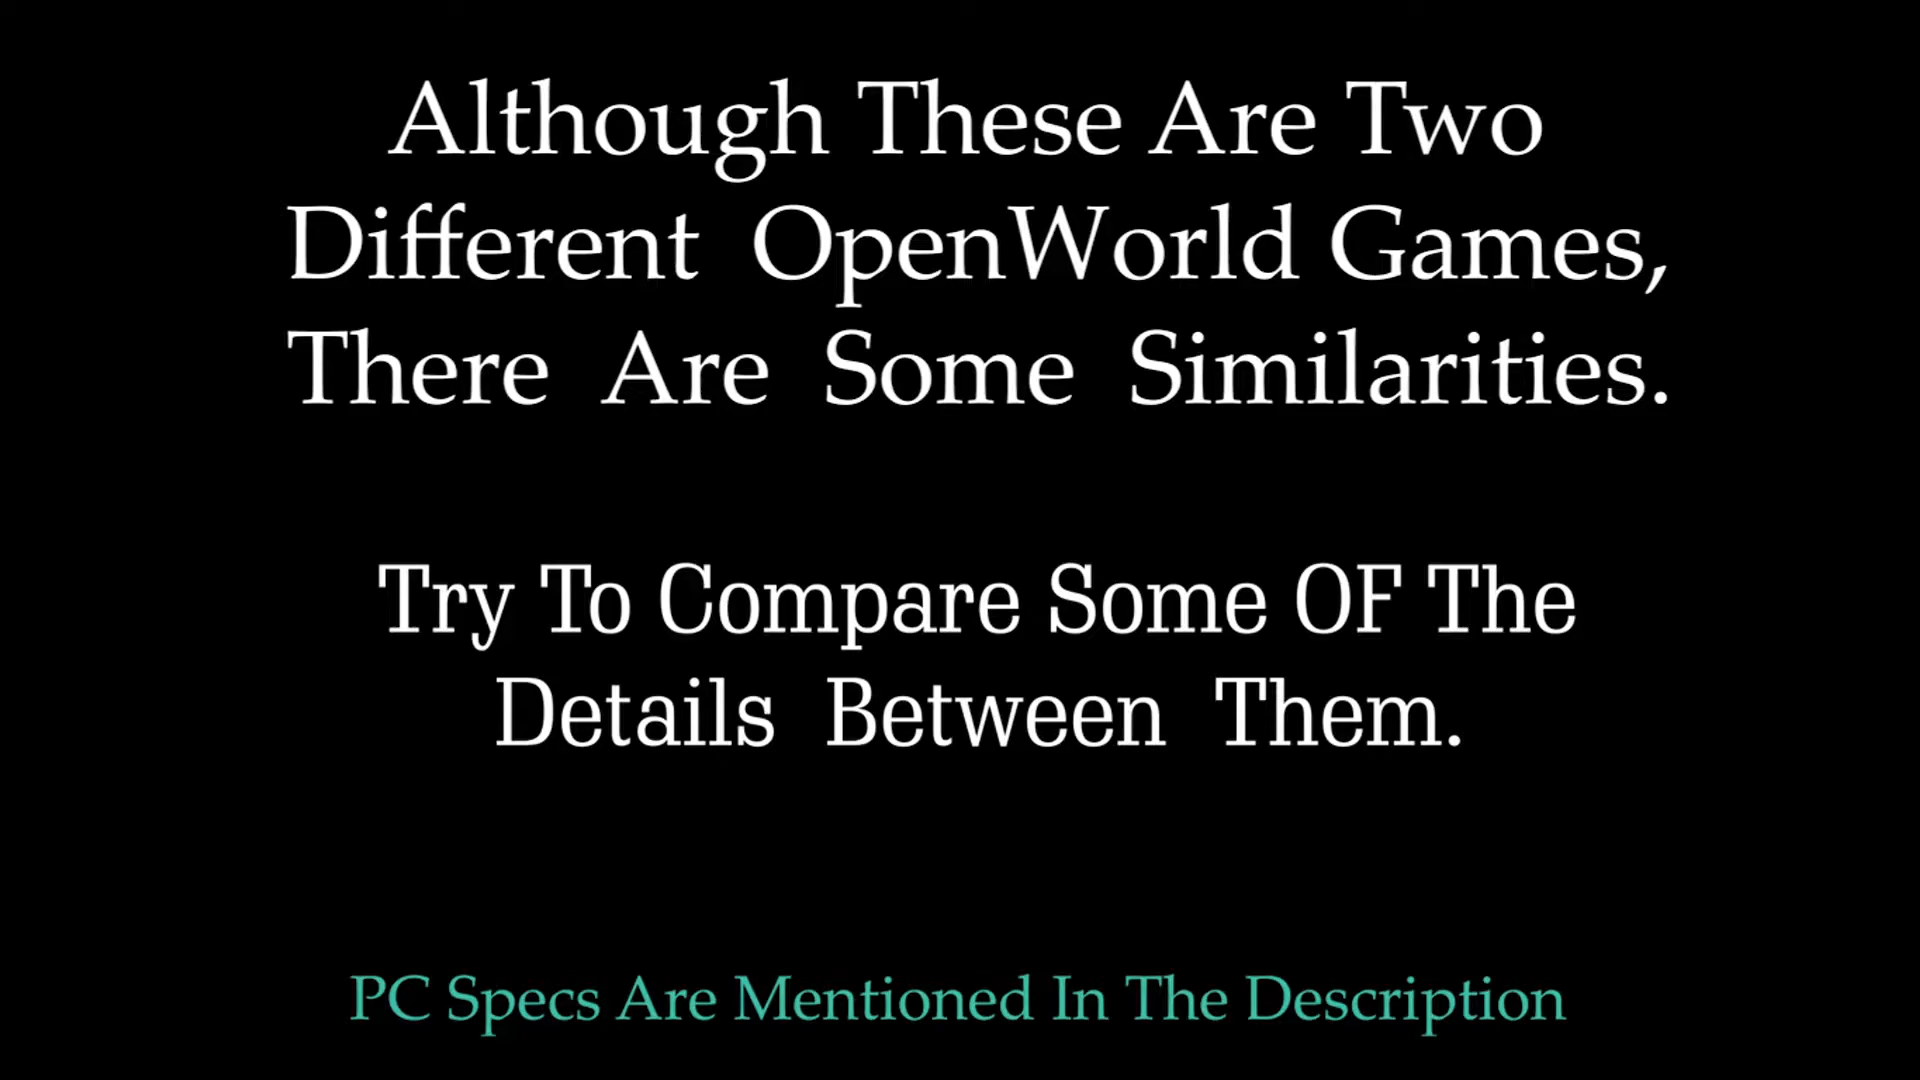 Although These Are Two
Different OpenWorld Games,
There Are Some Similarities.
Try To Compare Some OF The
Details Between Them.
PC Specs Are Mentioned In The Description